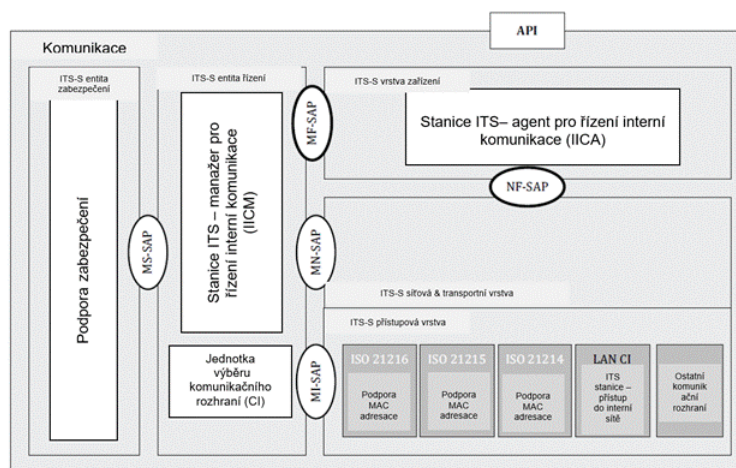 API
Komunikace
ITS-S entita
zabezpečení
ITS-S entita řízení
ITS-S vrstva zařízení
Podpora zabezpečení
MS-SAP
Stanice ITS – manažer pro
řízení interní komunikace
(IICM)
MF-SAP
Stanice ITS– agent pro řízení interní
komunikace (IICA)
NF-SAP
MN-SAP
ITS-S síťová & transportní vrstva
ITS-S přístupová vrstva
Jednotka
výběru
komunikačního
rozhraní (CI)
MI-SAP
ISO 21216
Podpora
MAC
adresace
ISO 21215
Podpora
MAC
adresace
ISO 21214
Podpora
MAC
adresace
LAN CI
ITS
stanice –
přístup
do interní
sítě
Ostatní
komunik
ační
rozhraní